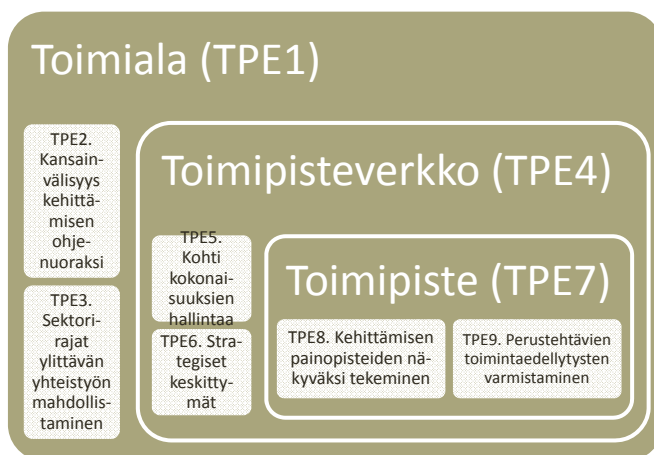 Toimiala (TPE1)
TPE2.
Kansain-
välisyys
kehittä-
misen
ohje-
nuoraksi
TPE3.
Sektori-
rajat
ylittävän
yhteistyön
mahdollis-
taminen
Toimipisteverkko (TPE4)
TPE5.
Kohti
kokonai-
suuksien
hallintaa
TPE6. Stra-
tegiset
keskitty-
mät
Toimipiste (TPE7)
TPE8. Kehittämisen
painopisteiden nä-
kyväksi tekeminen
TPE9. Perustehtävien
toimintaedellytysten
varmistaminen